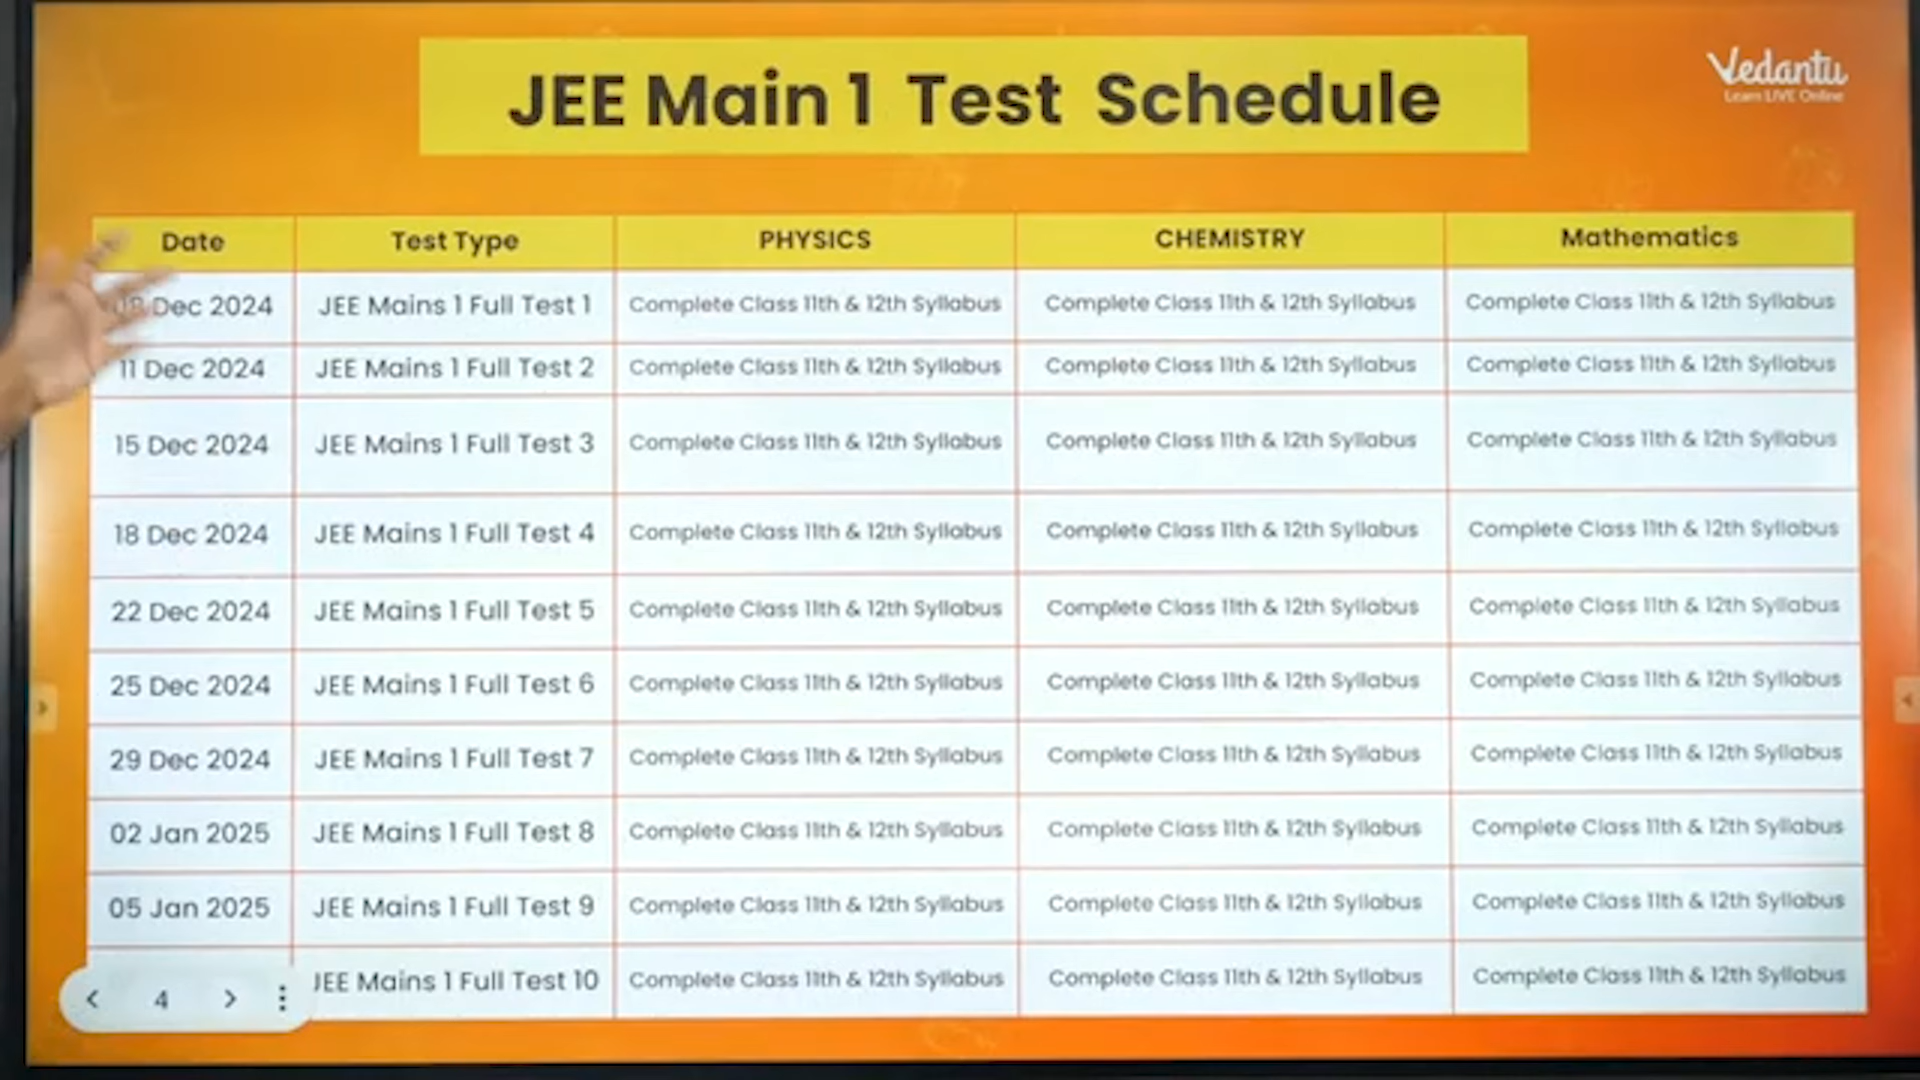 JEE Main 1 Test Schedule
Vedantu
Learn LIVE Online
Date Test Type PHYSICS CHEMISTRY Mathematics
Dec 2024 JEE Mains 1 Full Test 1 Complete Class 11th & 12th Syllabus Complete Class 11th & 12th Syllabus Complete Class 11th & 12th Syllabus
11 Dec 2024 JEE Mains 1 Full Test 2 Complete Class 11th & 12th Syllabus Complete Class 11th & 12th Syllabus Complete Class 11th & 12th Syllabus
15 Dec 2024 JEE Mains 1 Full Test 3 Complete Class 11th & 12th Syllabus Complete Class 11th & 12th Syllabus Complete Class 11th & 12th Syllabus
18 Dec 2024 JEE Mains 1 Full Test 4 Complete Class 11th & 12th Syllabus Complete Class 11th & 12th Syllabus Complete Class 11th & 12th Syllabus
22 Dec 2024 JEE Mains 1 Full Test 5 Complete Class 11th & 12th Syllabus Complete Class 11th & 12th Syllabus Complete Class 11th & 12th Syllabus
25 Dec 2024 JEE Mains 1 Full Test 6 Complete Class 11th & 12th Syllabus Complete Class 11th & 12th Syllabus Complete Class 11th & 12th Syllabus
29 Dec 2024 JEE Mains 1 Full Test 7 Complete Class 11th & 12th Syllabus Complete Class 11th & 12th Syllabus Complete Class 11th & 12th Syllabus
02 Jan 2025 JEE Mains 1 Full Test 8 Complete Class 11th & 12th Syllabus Complete Class 11th & 12th Syllabus Complete Class 11th & 12th Syllabus
05 Jan 2025 JEE Mains 1 Full Test 9 Complete Class 11th & 12th Syllabus Complete Class 11th & 12th Syllabus Complete Class 11th & 12th Syllabus
JEE Mains 1 Full Test 10 Complete Class 11th & 12th Syllabus Complete Class 11th & 12th Syllabus Complete Class 11th & 12th Syllabus
4